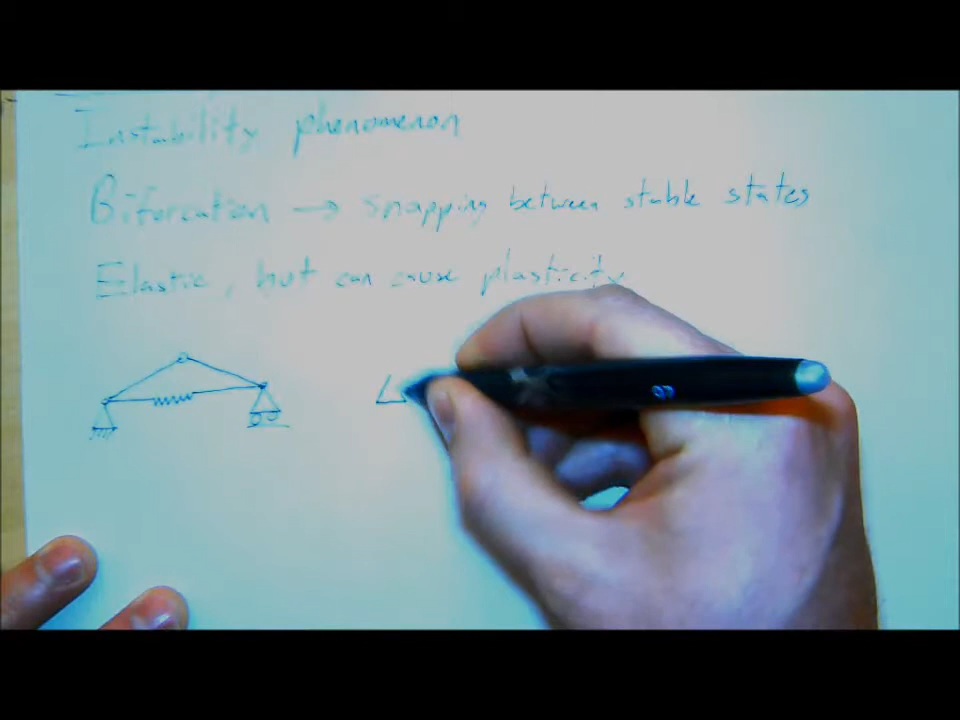 Instability phenomenon
Bifurcation → snapping between stable states
Elastic, but can cause plasticity